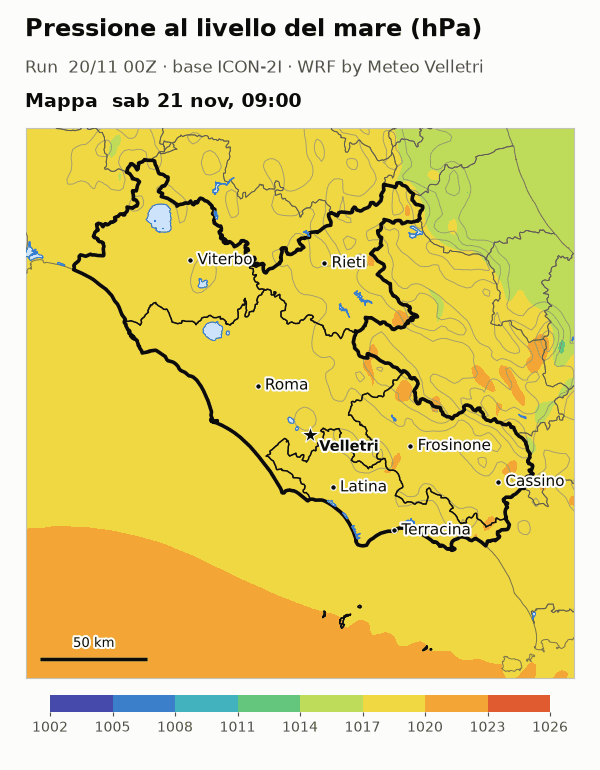 Pressione al livello del mare (hPa)
Run  20/11 00Z · base ICON-2I · WRF by Meteo Velletri
Mappa  sab 21 nov, 09:00
Viterbo
Rieti
Roma
Velletri
Frosinone
Latina
Cassino
Terracina
50 km
1002 1005 1008 1011 1014 1017 1020 1023 1026